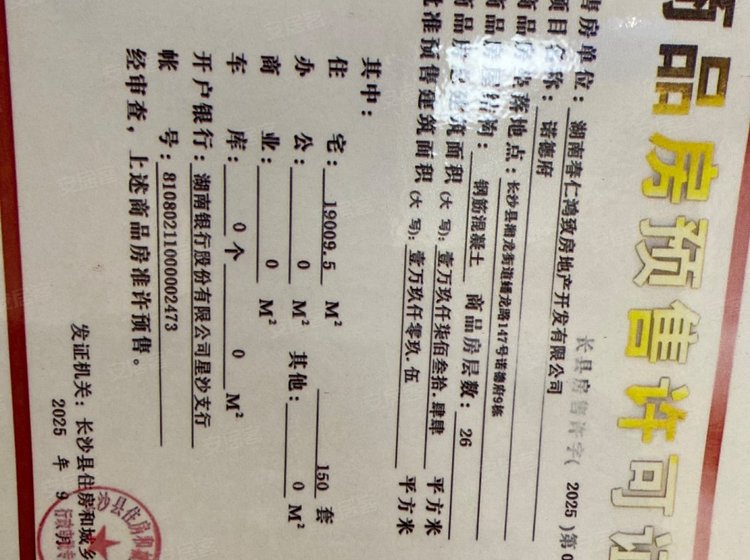 商品房预售许可证
长县房售许字( 2025 )第0
售房单位：湖南春仁鸿致房地产开发有限公司
项目名称：诺德府
商品房坐落地点：长沙县湘龙街道蟠龙路147号诺德府9栋
商品房结构：钢筋混凝土 商品房层数：26
商品房总建筑面积(大写)：壹万玖仟柒佰叁拾.肆肆 平方米
批准预售建筑面积(大写)：壹万玖仟零玖.伍 平方米
其中：
住宅：19009.5 M² 150 套
办公：0 M² 其他：0 M²
商业：0 M²
车库：0 个 0 M²
开户银行：湖南银行股份有限公司星沙支行
帐号：81080211000002473
经审查，上述商品房准许预售。
发证机关：长沙县住房和城乡
2025 年 9